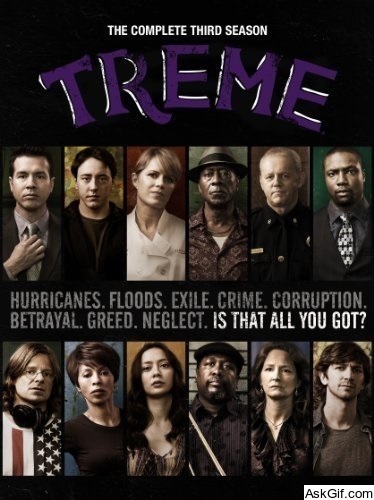 THE COMPLETE THIRD SEASON
TREME
HURRICANES. FLOODS. EXILE. CRIME. CORRUPTION.
BETRAYAL. GREED. NEGLECT. IS THAT ALL YOU GOT?
AskGif.com